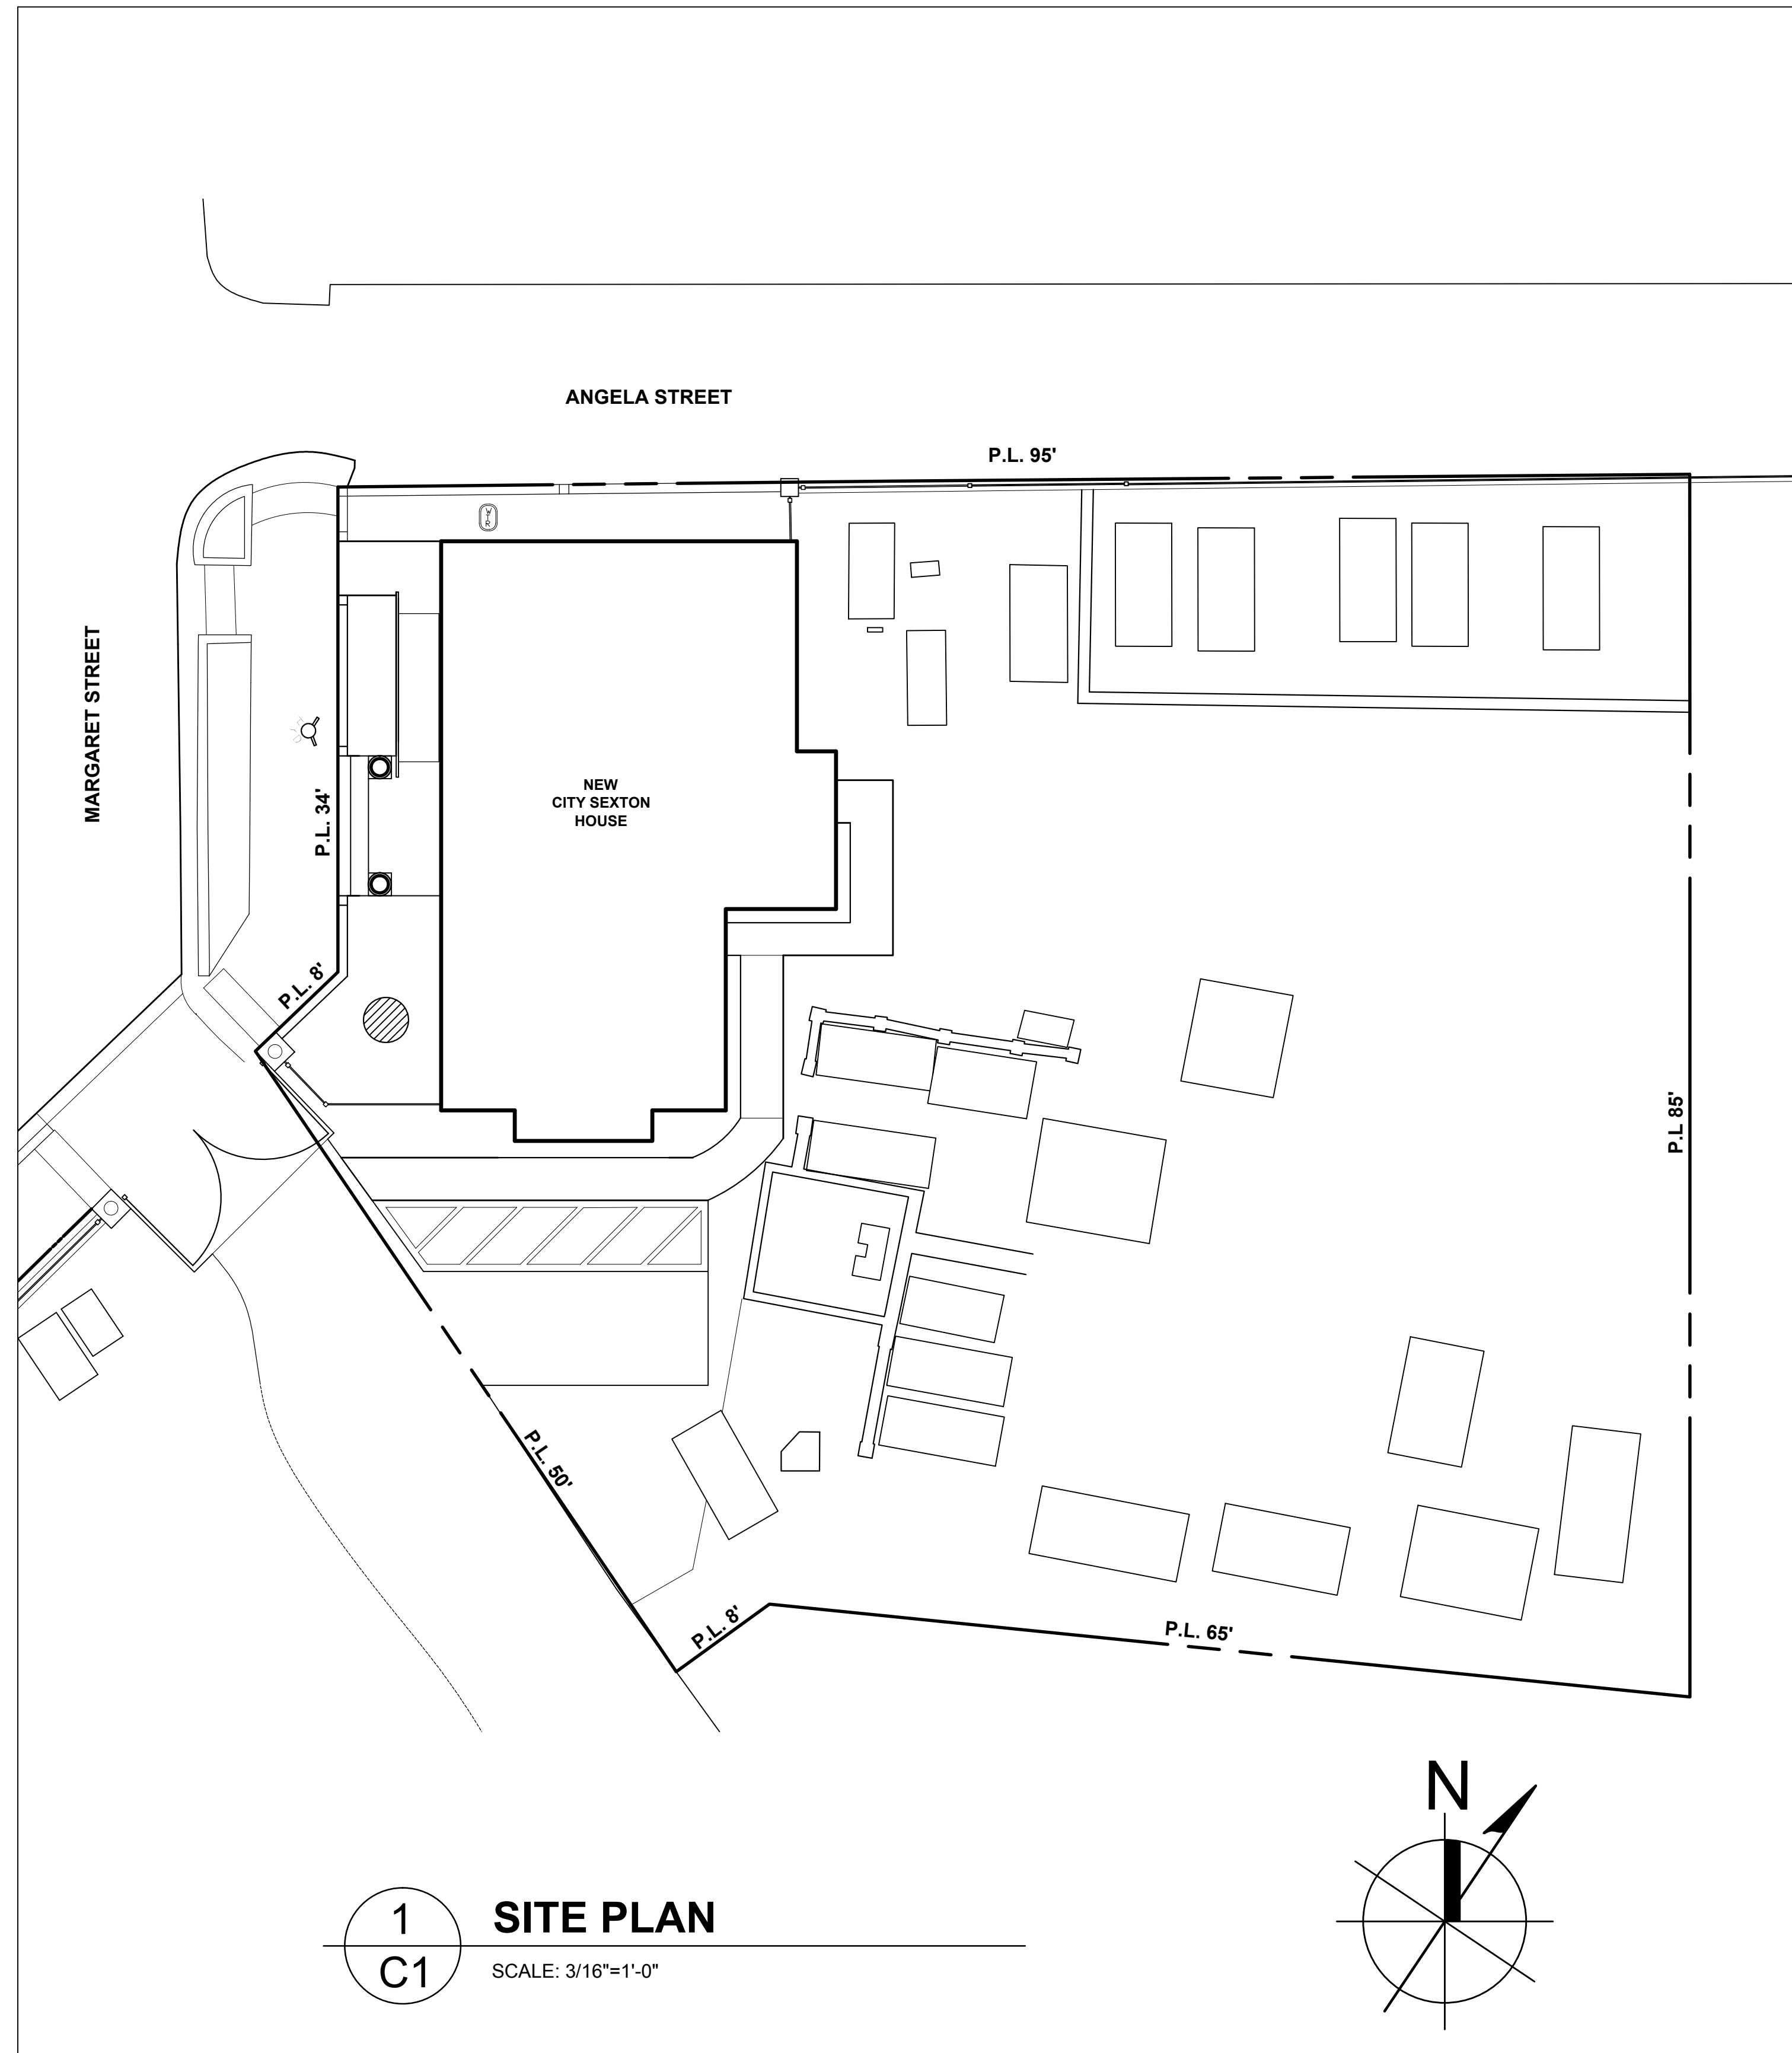 ANGELA STREET
P.L. 95'
WTR
MARGARET STREET
P.L. 34'
NEW
CITY SEXTON
HOUSE
P.L. 8'
P.L 85'
P.L. 50'
P.L. 8'
P.L. 65'
N
1
C1
SITE PLAN
SCALE: 3/16"=1'-0"